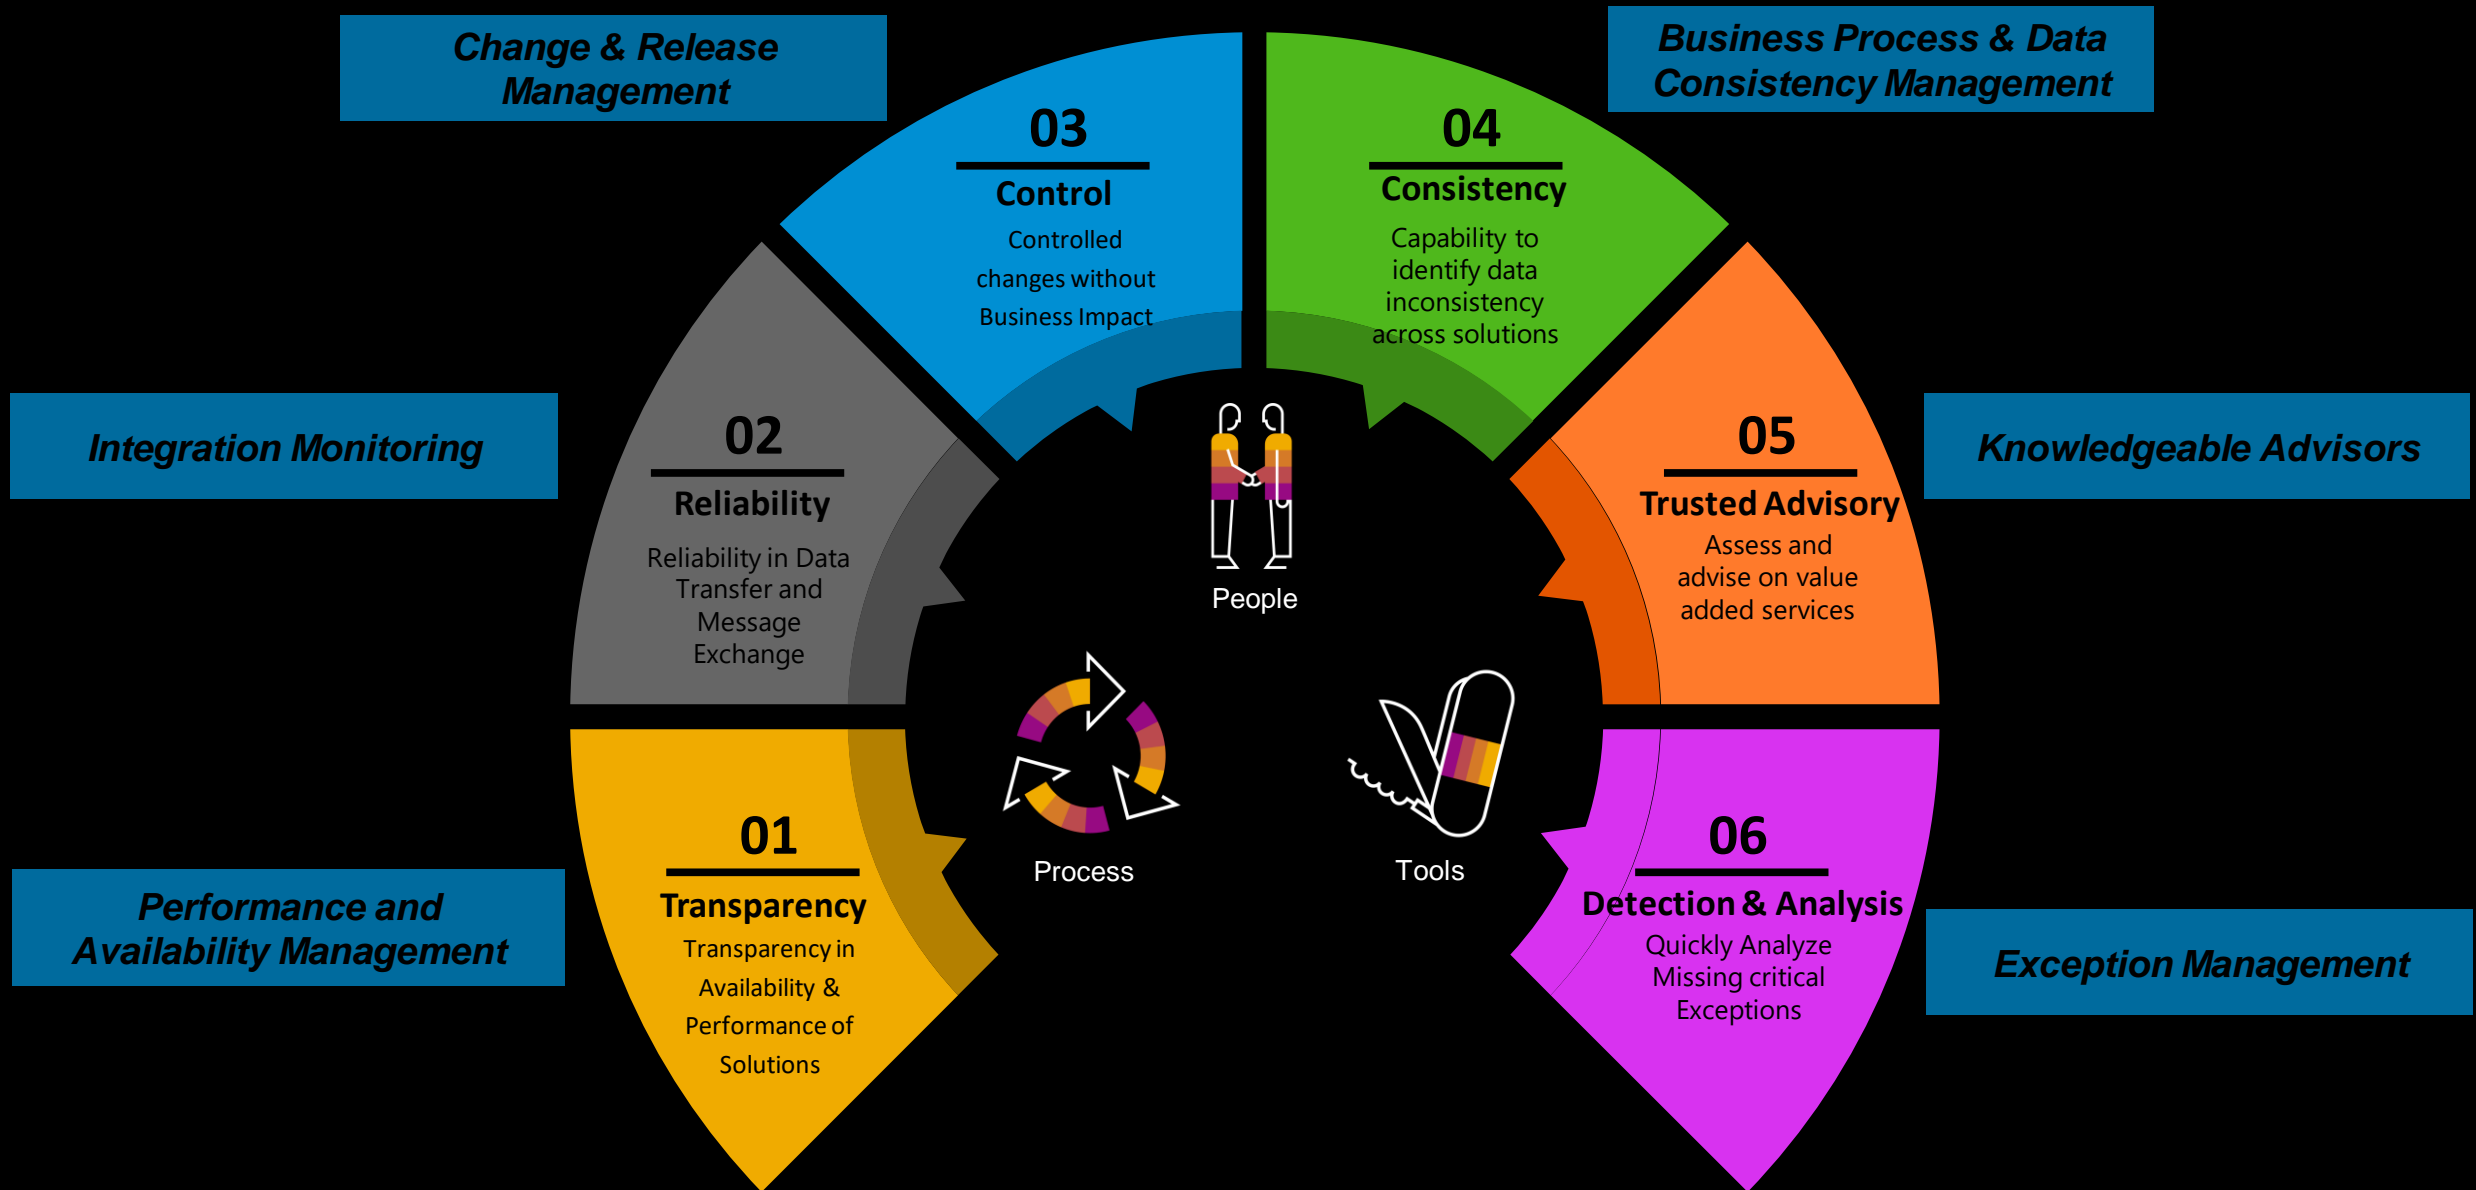 Change & Release
Management
Business Process & Data
Consistency Management
03
Control
Controlled
changes without
Business Impact
04
Consistency
Capability to
identify data
inconsistency
across solutions
Integration Monitoring
02
Reliability
Reliability in Data
Transfer and
Message
Exchange
05
Trusted Advisory
Assess and
advise on value
added services
Knowledgeable Advisors
People
Process
Tools
Performance and
Availability Management
01
Transparency
Transparency in
Availability &
Performance of
Solutions
06
Detection & Analysis
Quickly Analyze
Missing critical
Exceptions
Exception Management